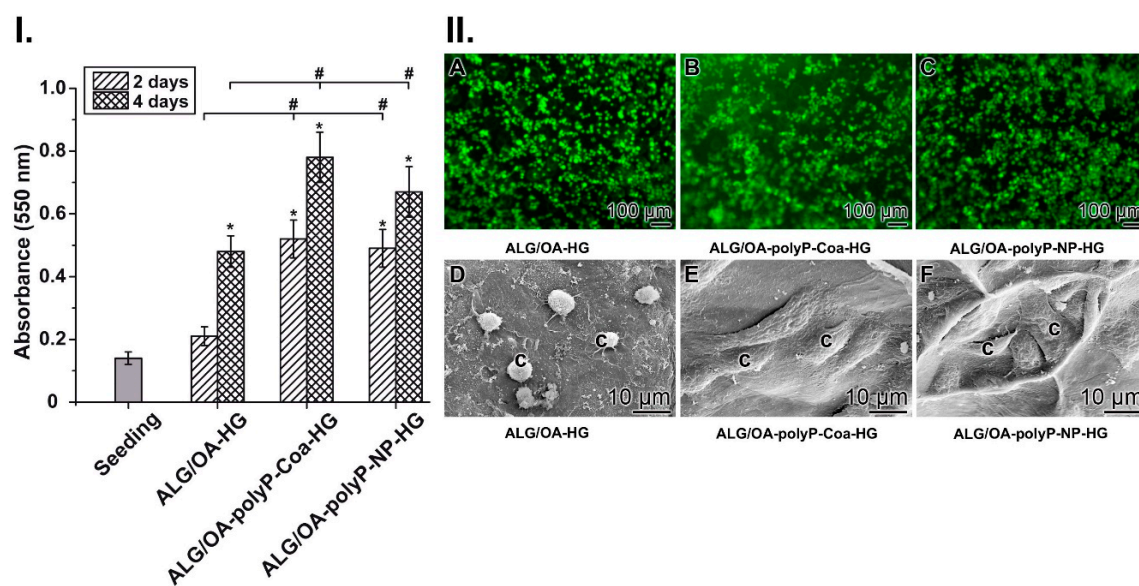 I.
II.
Absorbance (550 nm)
1.0
0.8
0.6
0.4
0.2
0
2 days
4 days
# #
# #
*
* *
* *
Seeding
ALG/OA-HG
ALG/OA-polyP-Coa-HG
ALG/OA-polyP-NP-HG
A
100 µm
B
100 µm
C
100 µm
ALG/OA-HG
ALG/OA-polyP-Coa-HG
ALG/OA-polyP-NP-HG
D
C
C
10 µm
E
C
C
10 µm
F
C
C
10 µm
ALG/OA-HG
ALG/OA-polyP-Coa-HG
ALG/OA-polyP-NP-HG